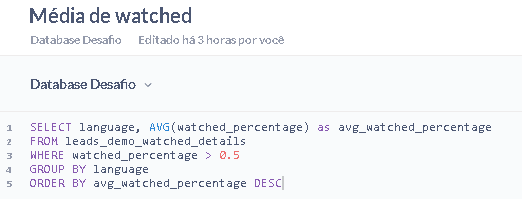 Média de watched
Database Desafio Editado há 3 horas por você
Database Desafio
1 SELECT language, AVG(watched_percentage) as avg_watched_percentage
2 FROM leads_demo_watched_details
3 WHERE watched_percentage > 0.5
4 GROUP BY language
5 ORDER BY avg_watched_percentage DESC